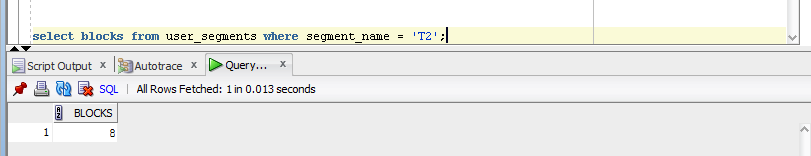 select blocks from user_segments where segment_name = 'T2';
Script Output x Autotrace x Query... x
SQL | All Rows Fetched: 1 in 0.013 seconds
BLOCKS
1 8